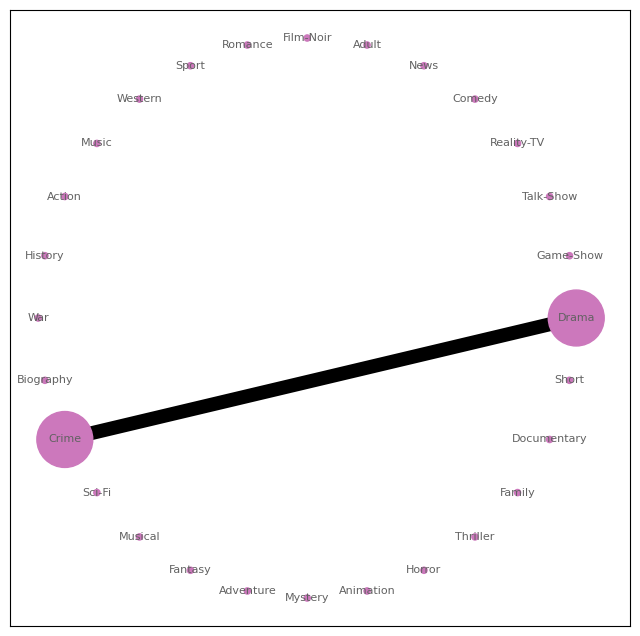 Film-Noir
Romance
Adult
Sport
News
Western
Comedy
Music
Reality-TV
Action
Talk-Show
History
Game-Show
War
Drama
Biography
Short
Crime
Documentary
Sci-Fi
Family
Musical
Thriller
Fantasy
Horror
Adventure
Animation
Mystery